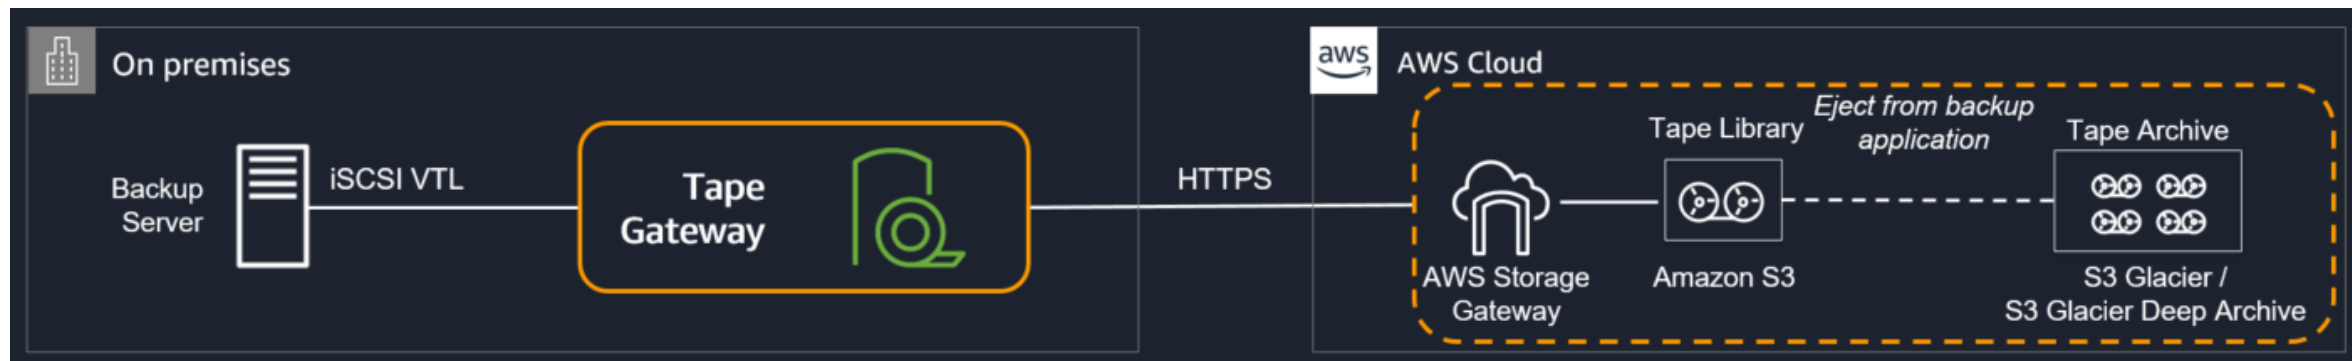 On premises
Backup
Server
iSCSI VTL
Tape
Gateway
HTTPS
aws
AWS Cloud
AWS Storage
Gateway
Tape Library
Amazon S3
Eject from backup
application
Tape Archive
S3 Glacier /
S3 Glacier Deep Archive